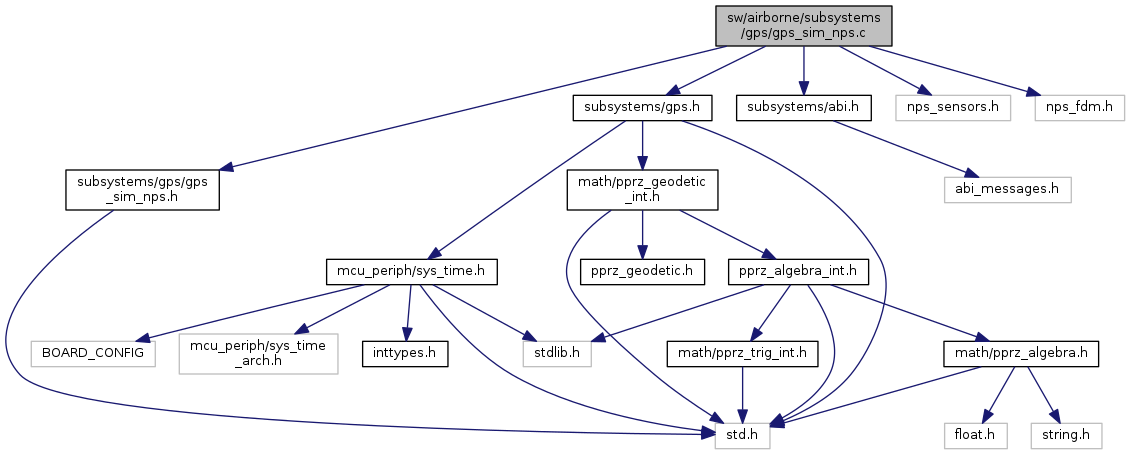 sw/airborne/subsystems
/gps/gps_sim_nps.c
subsystems/gps.h
subsystems/abi.h
nps_sensors.h
nps_fdm.h
subsystems/gps/gps
_sim_nps.h
math/pprz_geodetic
_int.h
abi_messages.h
mcu_periph/sys_time.h
pprz_geodetic.h
pprz_algebra_int.h
BOARD_CONFIG
mcu_periph/sys_time
_arch.h
inttypes.h
stdlib.h
math/pprz_trig_int.h
math/pprz_algebra.h
std.h
float.h
string.h